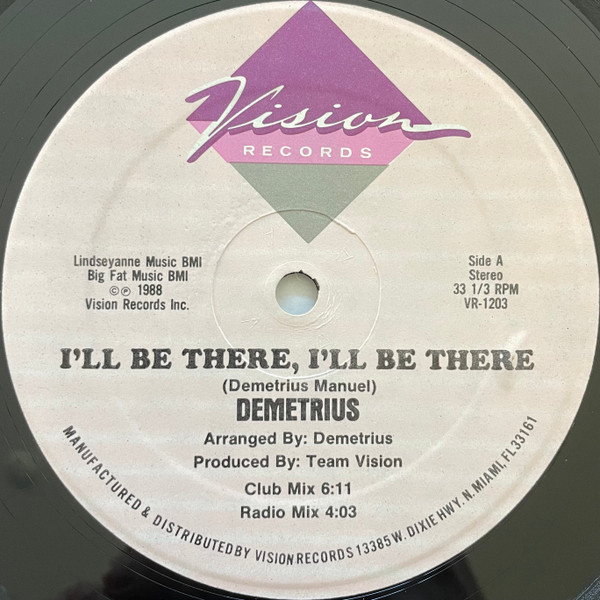 Vision
RECORDS
Lindseyanne Music BMI
Big Fat Music BMI
©℗ 1988
Vision Records Inc.
Side A
Stereo
33 1/3 RPM
VR-1203
I'LL BE THERE, I'LL BE THERE
(Demetrius Manuel)
DEMETRIUS
Arranged By: Demetrius
Produced By: Team Vision
Club Mix 6:11
Radio Mix 4:03
MANUFACTURED & DISTRIBUTED BY VISION RECORDS 13385 W. DIXIE HWY. N. MIAMI, FL 33161